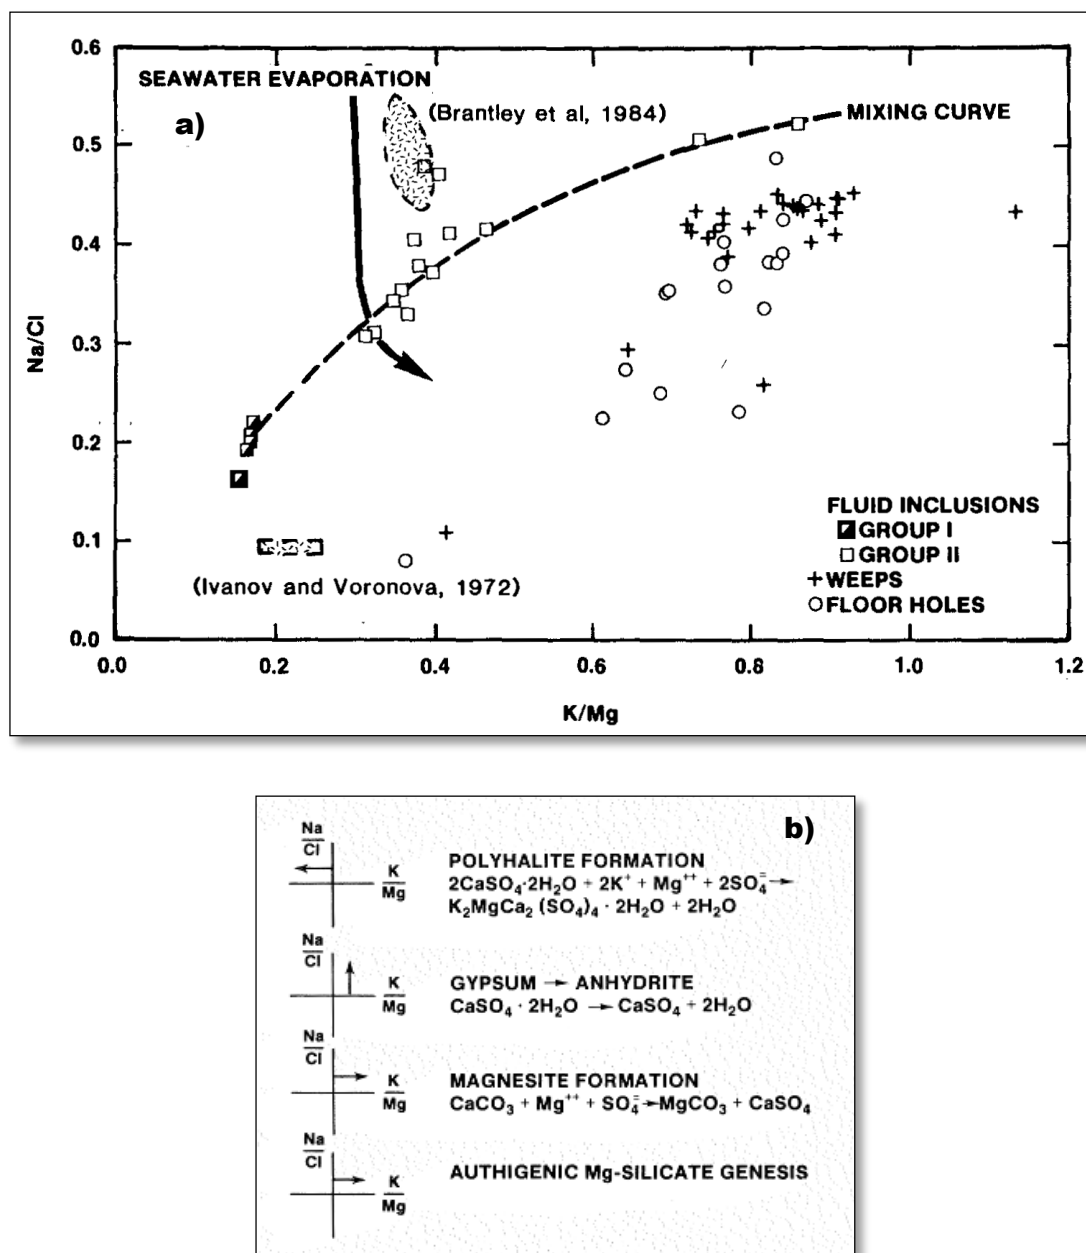 a)
SEAWATER EVAPORATION
(Brantley et al, 1984)
MIXING CURVE
Na/Cl
0.6
0.5
0.4
0.3
0.2
0.1
0.0
(Ivanov and Voronova, 1972)
FLUID INCLUSIONS
GROUP I
GROUP II
WEEPS
FLOOR HOLES
0.0 0.2 0.4 0.6 0.8 1.0 1.2
K/Mg
b)
Na/Cl
K/Mg
POLYHALITE FORMATION
2CaSO₄·2H₂O + 2K⁺ + Mg⁺⁺ + 2SO₄⁼ →
K₂MgCa₂ (SO₄)₄ · 2H₂O + 2H₂O
Na/Cl
K/Mg
GYPSUM → ANHYDRITE
CaSO₄ · 2H₂O → CaSO₄ + 2H₂O
Na/Cl
K/Mg
MAGNESITE FORMATION
CaCO₃ + Mg⁺⁺ + SO₄⁼→MgCO₃ + CaSO₄
Na/Cl
K/Mg
AUTHIGENIC Mg-SILICATE GENESIS